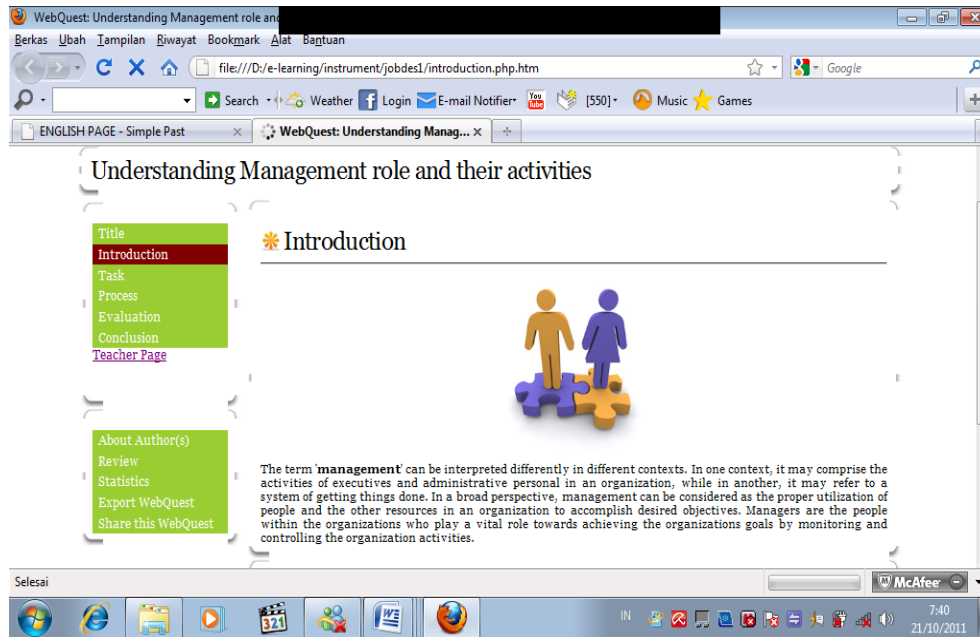 WebQuest: Understanding Management role and
Berkas Ubah Tampilan Riwayat Bookmark Alat Bantuan
file:///D:/e-learning/instrument/jobdes1/introduction.php.htm
Google
Search Weather Login E-mail Notifier You Tube [550] Music Games
ENGLISH PAGE - Simple Past
WebQuest: Understanding Manag...
Understanding Management role and their activities
Title
Introduction
Task
Process
Evaluation
Conclusion
Teacher Page
About Author(s)
Review
Statistics
Export WebQuest
Share this WebQuest
Introduction
The term 'management' can be interpreted differently in different contexts. In one context, it may comprise the
activities of executives and administrative personal in an organization, while in another, it may refer to a
system of getting things done. In a broad perspective, management can be considered as the proper utilization of
people and the other resources in an organization to accomplish desired objectives. Managers are the people
within the organizations who play a vital role towards achieving the organizations goals by monitoring and
controlling the organization activities.
Selesai
McAfee
321
IN
7:40
21/10/2011